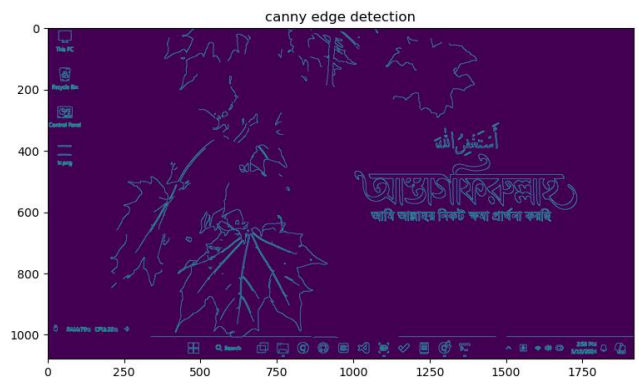 canny edge detection
0
200
400
600
800
1000
0 250 500 750 1000 1250 1500 1750
This PC
Recycle Bin
Control Panel
أستغفر الله
আস্তাগফিরুল্লাহ
আমি আল্লাহর নিকট ক্ষমা প্রার্থনা করছি
Search